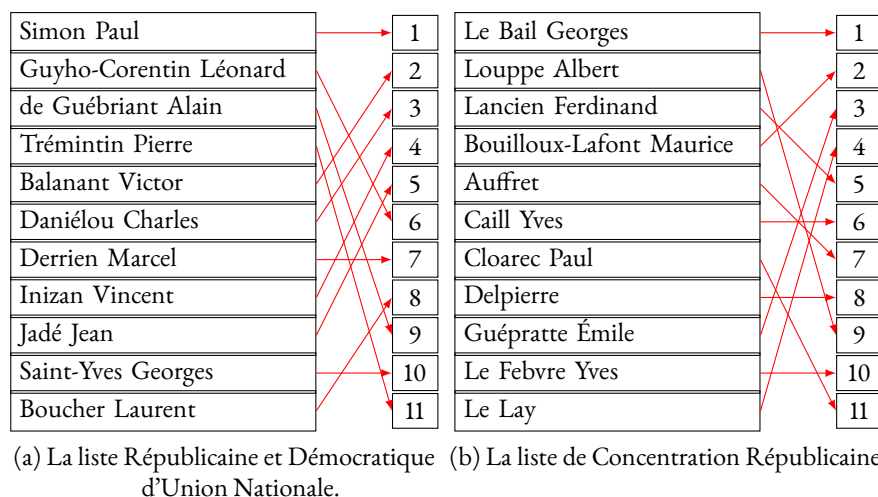 Simon Paul 1
Guyho-Corentin Léonard 2
de Guébriant Alain 3
Trémintin Pierre 4
Balanant Victor 5
Daniélou Charles 6
Derrien Marcel 7
Inizan Vincent 8
Jadé Jean 9
Saint-Yves Georges 10
Boucher Laurent 11
(a) La liste Républicaine et Démocratique
d'Union Nationale.
Le Bail Georges 1
Louppe Albert 2
Lancien Ferdinand 3
Bouilloux-Lafont Maurice 4
Auffret 5
Caill Yves 6
Cloarec Paul 7
Delpierre 8
Guépratte Émile 9
Le Febvre Yves 10
Le Lay 11
(b) La liste de Concentration Républicaine